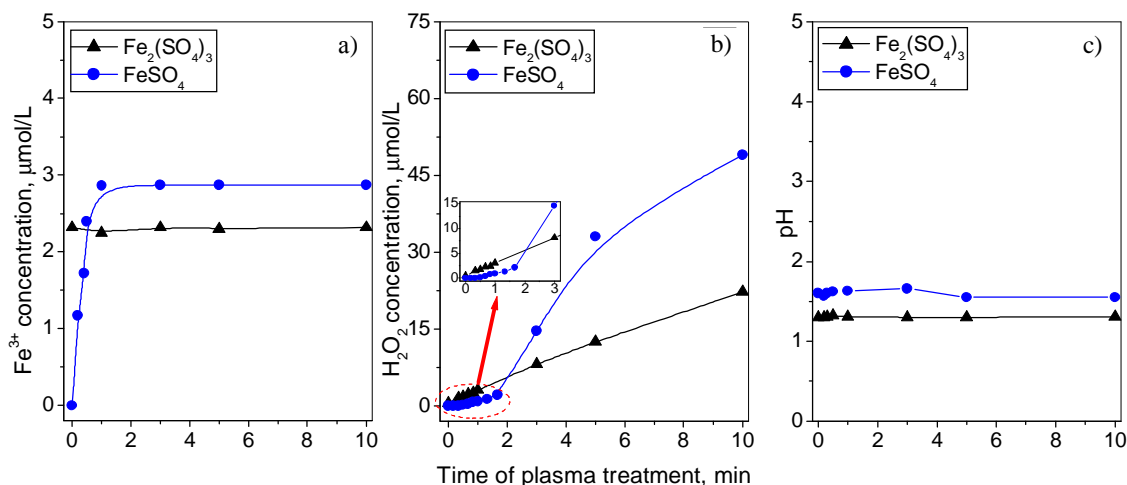 a)
Fe2(SO4)3
FeSO4
Fe3+ concentration, μmol/L
5
4
3
2
1
0
0 2 4 6 8 10
b)
Fe2(SO4)3
FeSO4
H2O2 concentration, μmol/L
75
60
45
30
15
0
0 2 4 6 8 10
15
10
5
0
0 1 2 3
c)
Fe2(SO4)3
FeSO4
pH
5
4
3
2
1
0
0 2 4 6 8 10
Time of plasma treatment, min